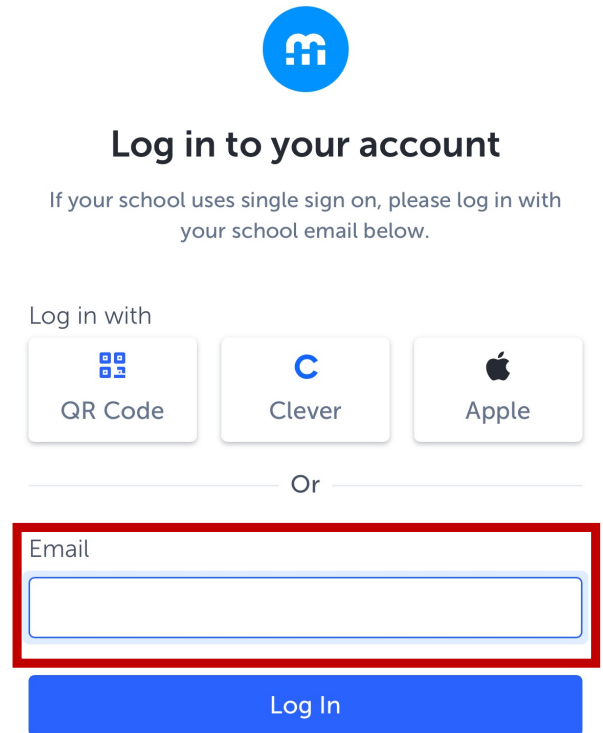 m
Log in to your account
If your school uses single sign on, please log in with
your school email below.
Log in with
QR Code
C
Clever
Apple
Or
Email
Log In